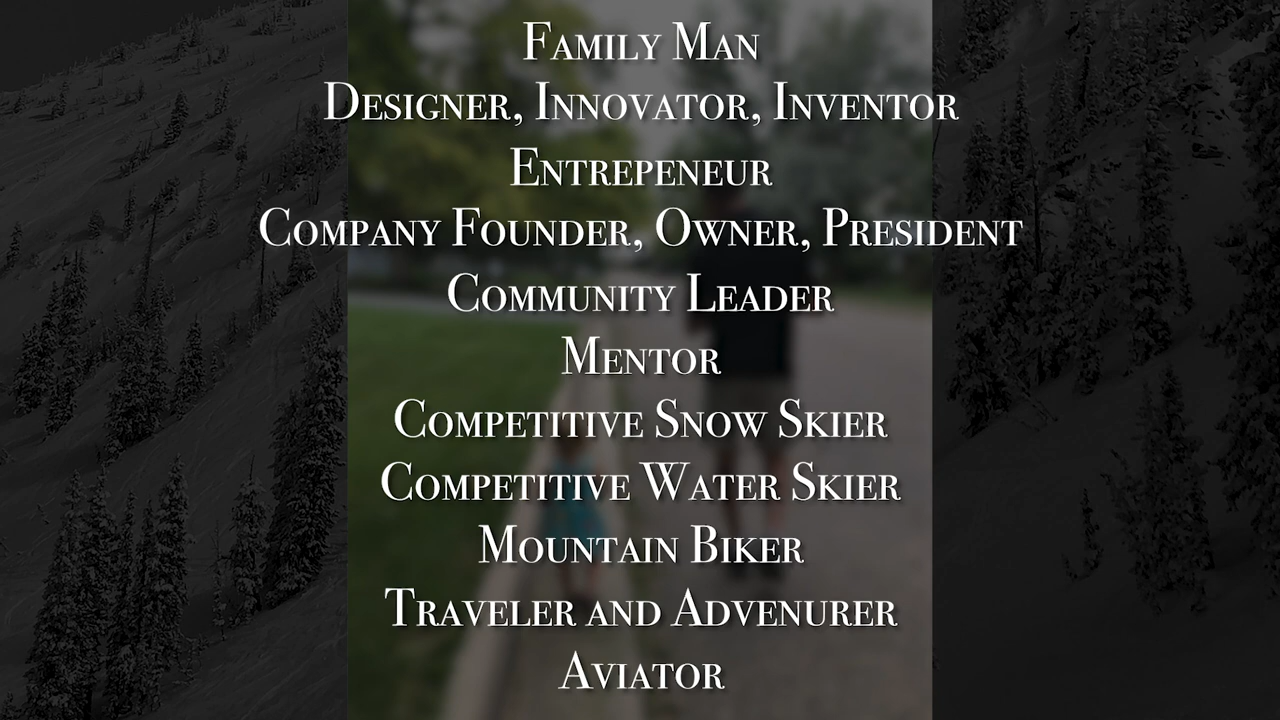 Family Man
Designer, Innovator, Inventor
Entrepeneur
Company Founder, Owner, President
Community Leader
Mentor
Competitive Snow Skier
Competitive Water Skier
Mountain Biker
Traveler and Advenurer
Aviator